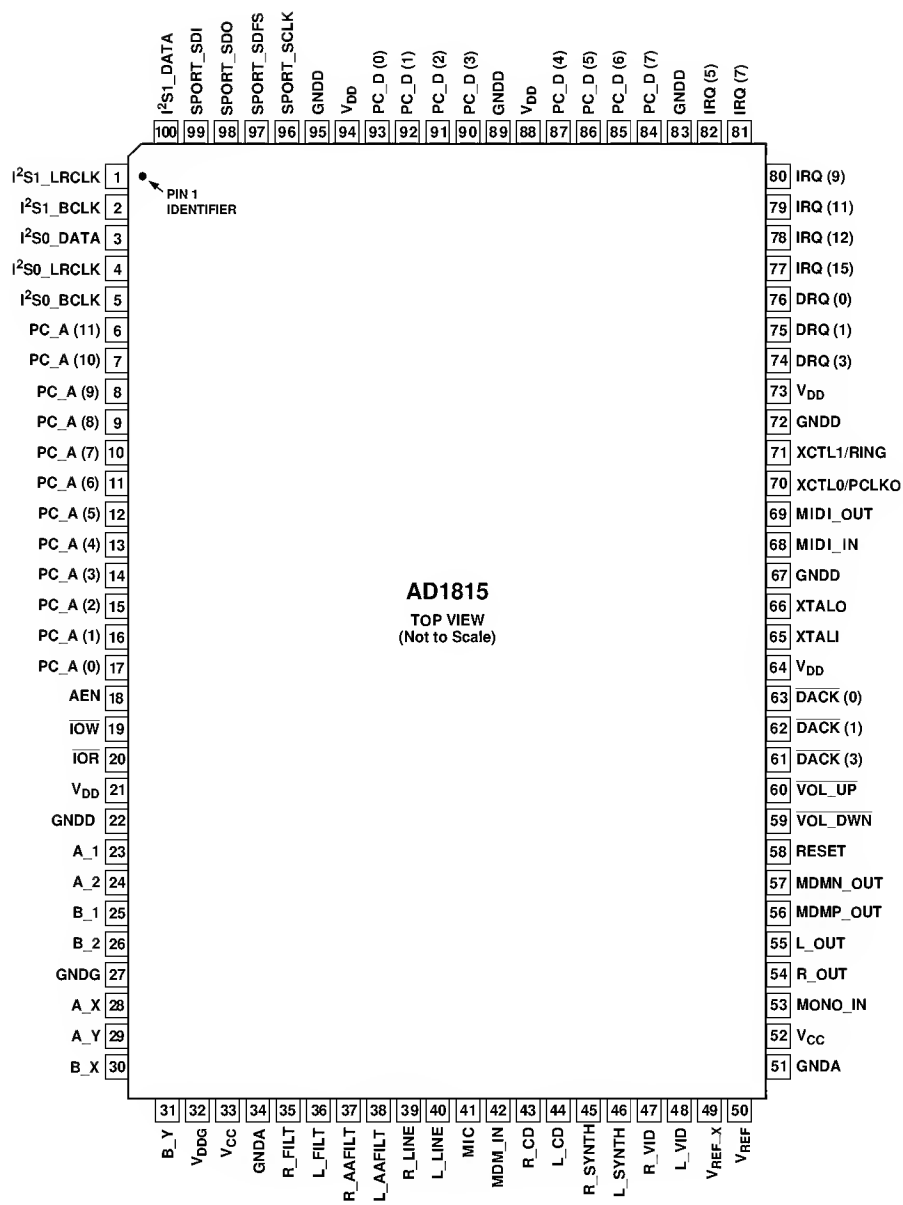 I²S1_DATA
SPORT_SDI
SPORT_SDO
SPORT_SDFS
SPORT_SCLK
GNDD
VDD
PC_D (0)
PC_D (1)
PC_D (2)
PC_D (3)
GNDD
VDD
PC_D (4)
PC_D (5)
PC_D (6)
PC_D (7)
GNDD
IRQ (5)
IRQ (7)
100 99 98 97 96 95 94 93 92 91 90 89 88 87 86 85 84 83 82 81
I²S1_LRCLK 1
I²S1_BCLK 2
I²S0_DATA 3
I²S0_LRCLK 4
I²S0_BCLK 5
PC_A (11) 6
PC_A (10) 7
PC_A (9) 8
PC_A (8) 9
PC_A (7) 10
PC_A (6) 11
PC_A (5) 12
PC_A (4) 13
PC_A (3) 14
PC_A (2) 15
PC_A (1) 16
PC_A (0) 17
AEN 18
IOW 19
IOR 20
VDD 21
GNDD 22
A_1 23
A_2 24
B_1 25
B_2 26
GNDG 27
A_X 28
A_Y 29
B_X 30
PIN 1
IDENTIFIER
AD1815
TOP VIEW
(Not to Scale)
80 IRQ (9)
79 IRQ (11)
78 IRQ (12)
77 IRQ (15)
76 DRQ (0)
75 DRQ (1)
74 DRQ (3)
73 VDD
72 GNDD
71 XCTL1/RING
70 XCTL0/PCLKO
69 MIDI_OUT
68 MIDI_IN
67 GNDD
66 XTALO
65 XTALI
64 VDD
63 DACK (0)
62 DACK (1)
61 DACK (3)
60 VOL_UP
59 VOL_DWN
58 RESET
57 MDMN_OUT
56 MDMP_OUT
55 L_OUT
54 R_OUT
53 MONO_IN
52 VCC
51 GNDA
31 32 33 34 35 36 37 38 39 40 41 42 43 44 45 46 47 48 49 50
B_Y
VDDG
VCC
GNDA
R_FILT
L_FILT
R_AAFILT
L_AAFILT
R_LINE
L_LINE
MIC
MDM_IN
R_CD
L_CD
R_SYNTH
L_SYNTH
R_VID
L_VID
VREF_X
VREF